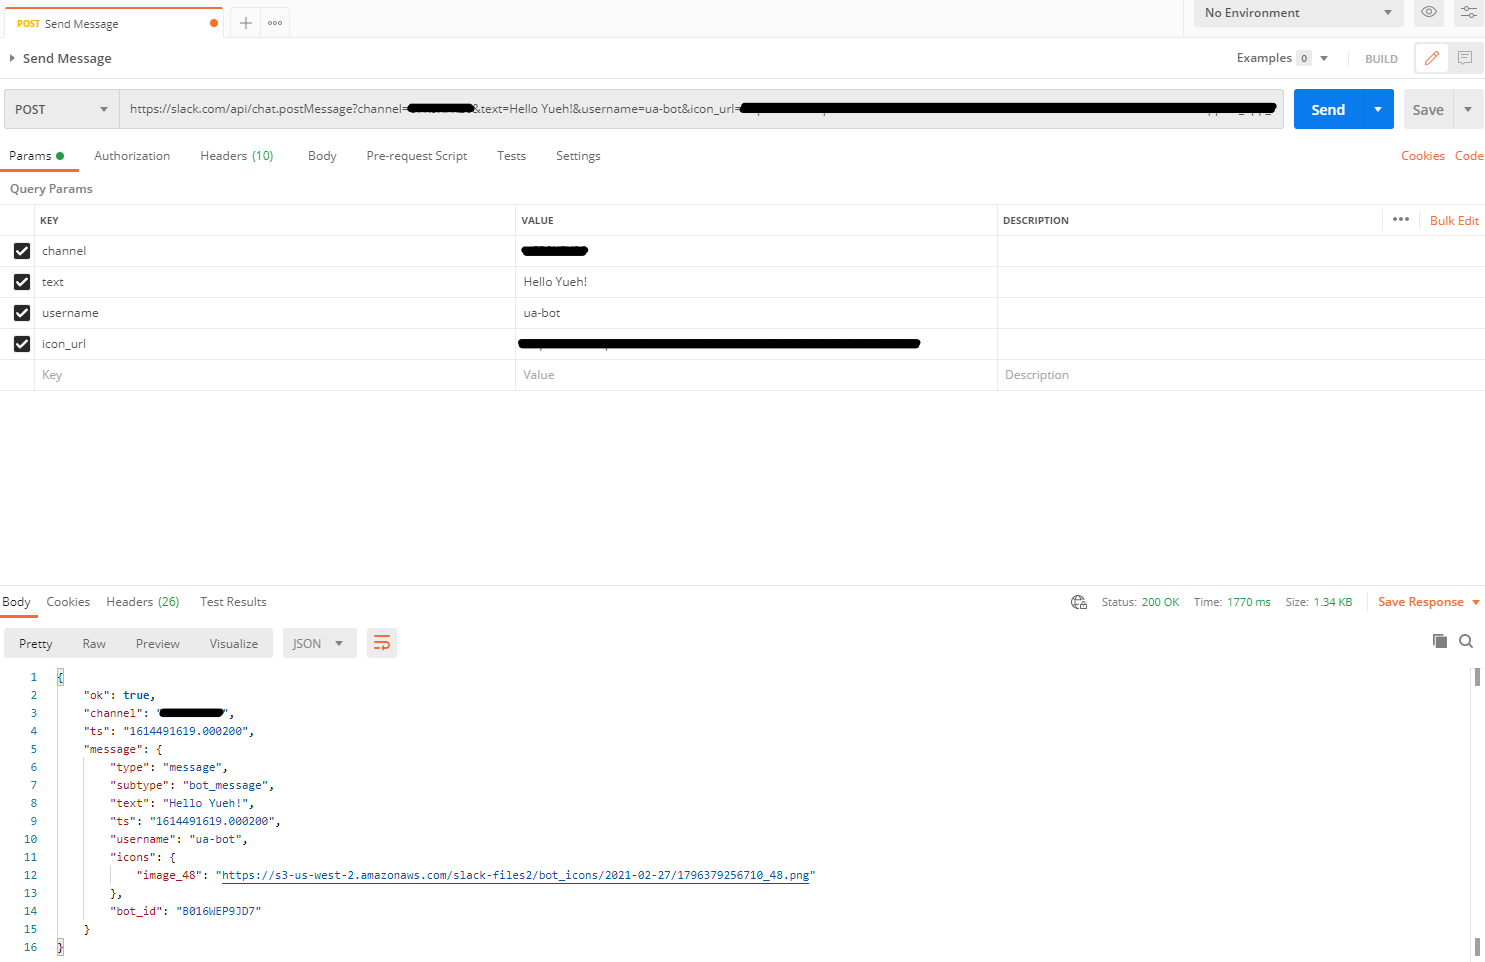 POST Send Message
No Environment
Send Message
Examples 0
BUILD
POST
https://slack.com/api/chat.postMessage?channel= &text=Hello Yueh!&username=ua-bot&icon_url=
Send
Save
Params Authorization Headers (10) Body Pre-request Script Tests Settings Cookies Code
Query Params
KEY VALUE DESCRIPTION ••• Bulk Edit
channel
text Hello Yueh!
username ua-bot
icon_url
Key Value Description
Body Cookies Headers (26) Test Results Status: 200 OK Time: 1770 ms Size: 1.34 KB Save Response
Pretty Raw Preview Visualize JSON
1 {
2 "ok": true,
3 "channel": " ",
4 "ts": "1614491619.000200",
5 "message": {
6 "type": "message",
7 "subtype": "bot_message",
8 "text": "Hello Yueh!",
9 "ts": "1614491619.000200",
10 "username": "ua-bot",
11 "icons": {
12 "image_48": "https://s3-us-west-2.amazonaws.com/slack-files2/bot_icons/2021-02-27/1796379256710_48.png"
13 },
14 "bot_id": "B016WEP9JD7"
15 }
16 }